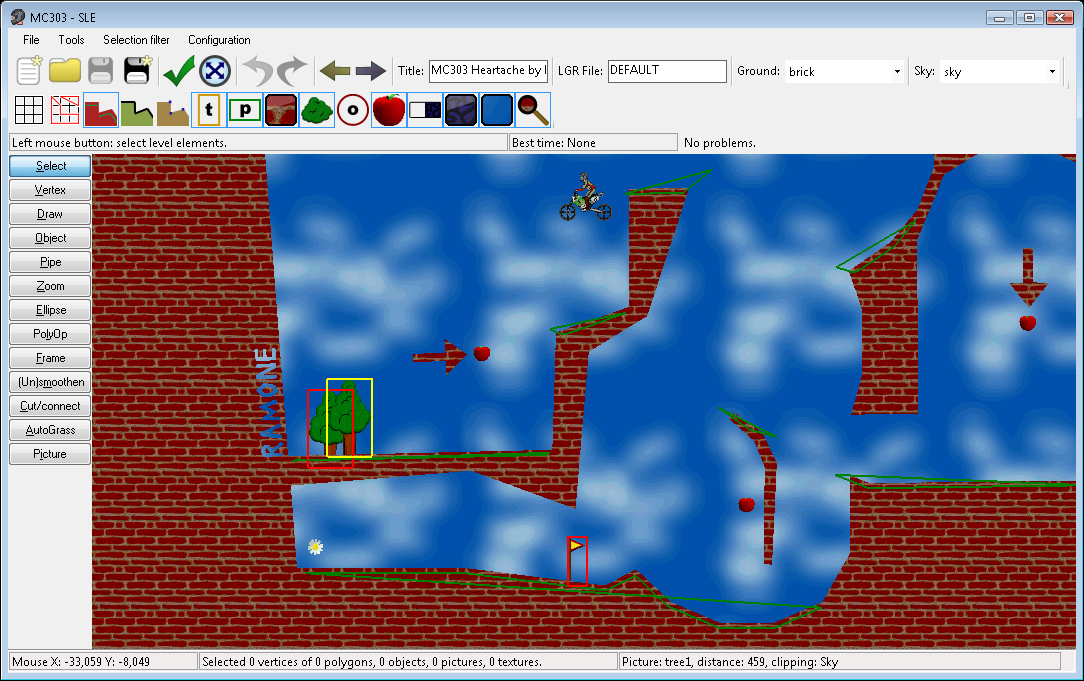 MC303 - SLE
File Tools Selection filter Configuration
Title: MC303 Heartache by I LGR File: DEFAULT Ground: brick Sky: sky
t p o
Left mouse button: select level elements. Best time: None No problems.
Select
Vertex
Draw
Object
Pipe
Zoom
Ellipse
PolyOp
Frame
(Un)smoothen
Cut/connect
AutoGrass
Picture
RAMONE
Mouse X: -33,059 Y: -8,049 Selected 0 vertices of 0 polygons, 0 objects, 0 pictures, 0 textures. Picture: tree1, distance: 459, clipping: Sky